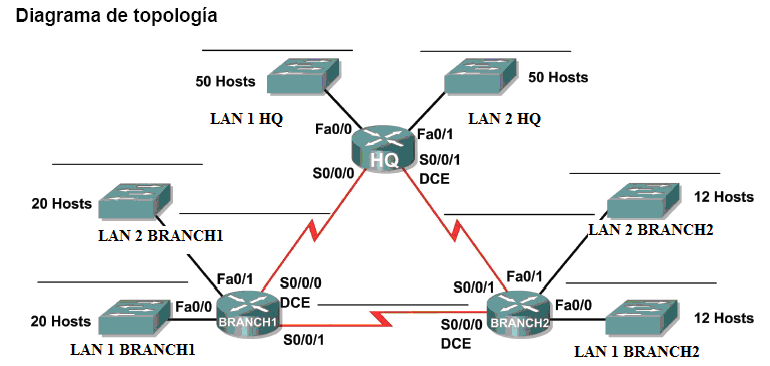 Diagrama de topología
50 Hosts
50 Hosts
LAN 1 HQ
LAN 2 HQ
Fa0/0
Fa0/1
HQ
S0/0/0
S0/0/1
DCE
20 Hosts
12 Hosts
LAN 2 BRANCH1
LAN 2 BRANCH2
Fa0/1
S0/0/0
DCE
S0/0/1
Fa0/1
Fa0/0
Fa0/0
20 Hosts
BRANCH1
S0/0/0
DCE
BRANCH2
12 Hosts
S0/0/1
LAN 1 BRANCH1
LAN 1 BRANCH2